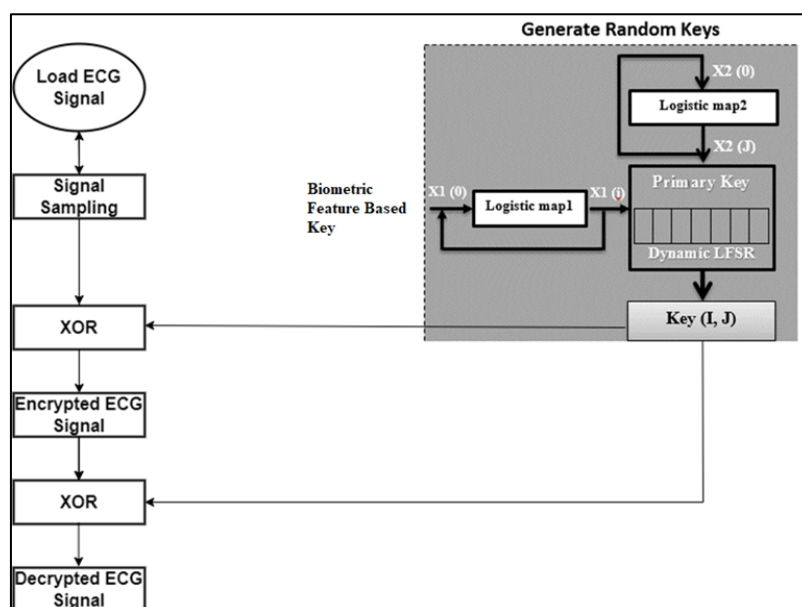 Generate Random Keys
Load ECG
Signal
Signal
Sampling
XOR
Encrypted ECG
Signal
XOR
Decrypted ECG
Signal
Biometric
Feature Based
Key
X1 (0)
Logistic map1
X1 (i)
X2 (0)
Logistic map2
X2 (J)
Primary Key
Dynamic LFSR
Key (I, J)